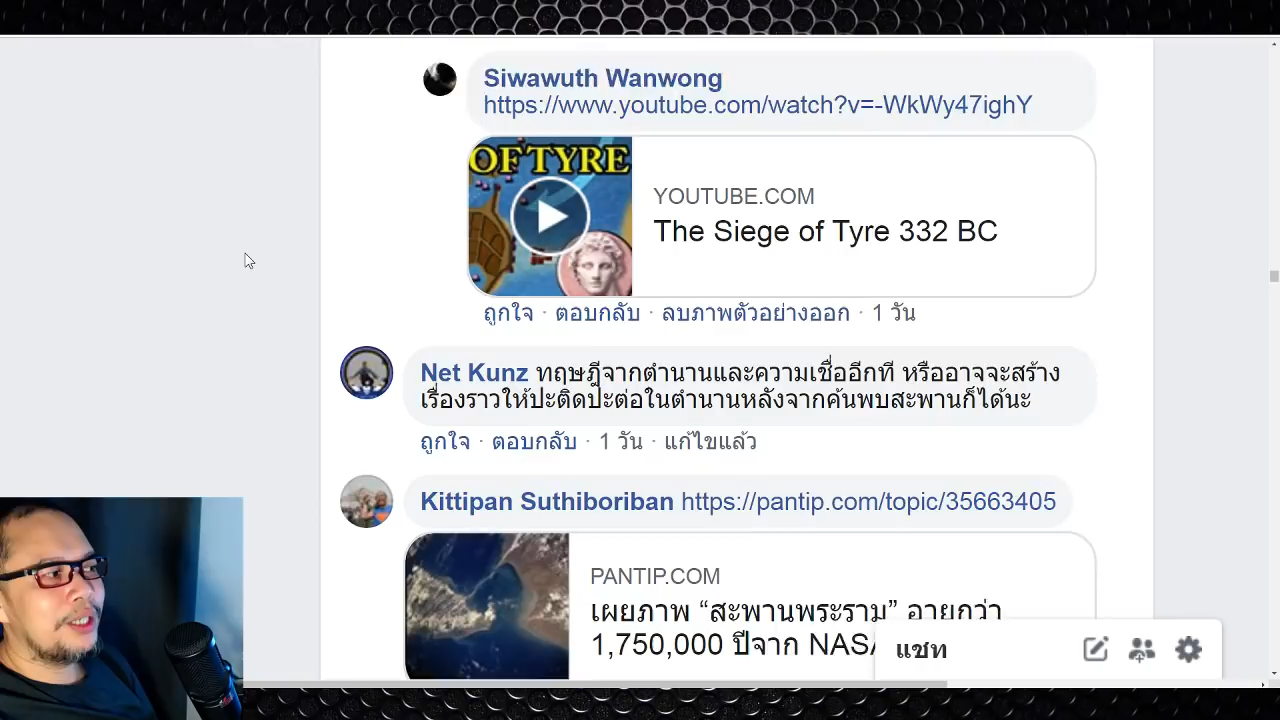 Siwawuth Wanwong
https://www.youtube.com/watch?v=-WkWy47ighY
OF TYRE
YOUTUBE.COM
The Siege of Tyre 332 BC
ถูกใจ · ตอบกลับ · ลบภาพตัวอย่างออก · 1 วัน
Net Kunz ทฤษฎีจากตำนานและความเชื่ออีกที หรืออาจจะสร้าง
เรื่องราวให้ปะติดปะต่อในตำนานหลังจากค้นพบสะพานก็ได้นะ
ถูกใจ · ตอบกลับ · 1 วัน · แก้ไขแล้ว
Kittipan Suthiboriban https://pantip.com/topic/35663405
PANTIP.COM
เผยภาพ “สะพานพระราม” อายุกว่า
1,750,000 ปีจาก NASA
แชท